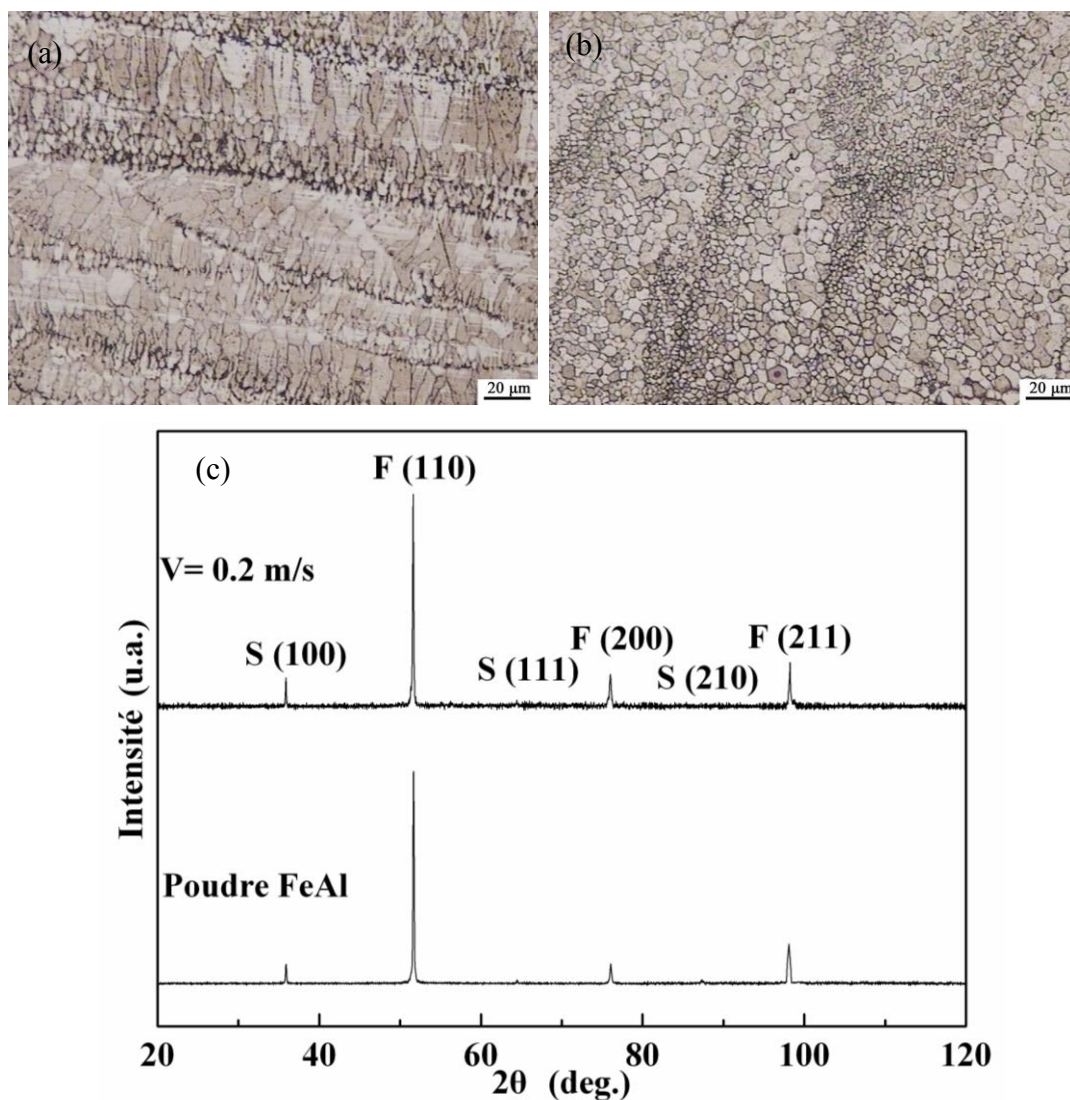 (a)
(b)
20 μm
20 μm
(c)
F (110)
V= 0.2 m/s
S (100)
S (111)
F (200)
S (210)
F (211)
Intensité (u.a.)
Poudre FeAl
20
40
60
80
100
120
2θ (deg.)